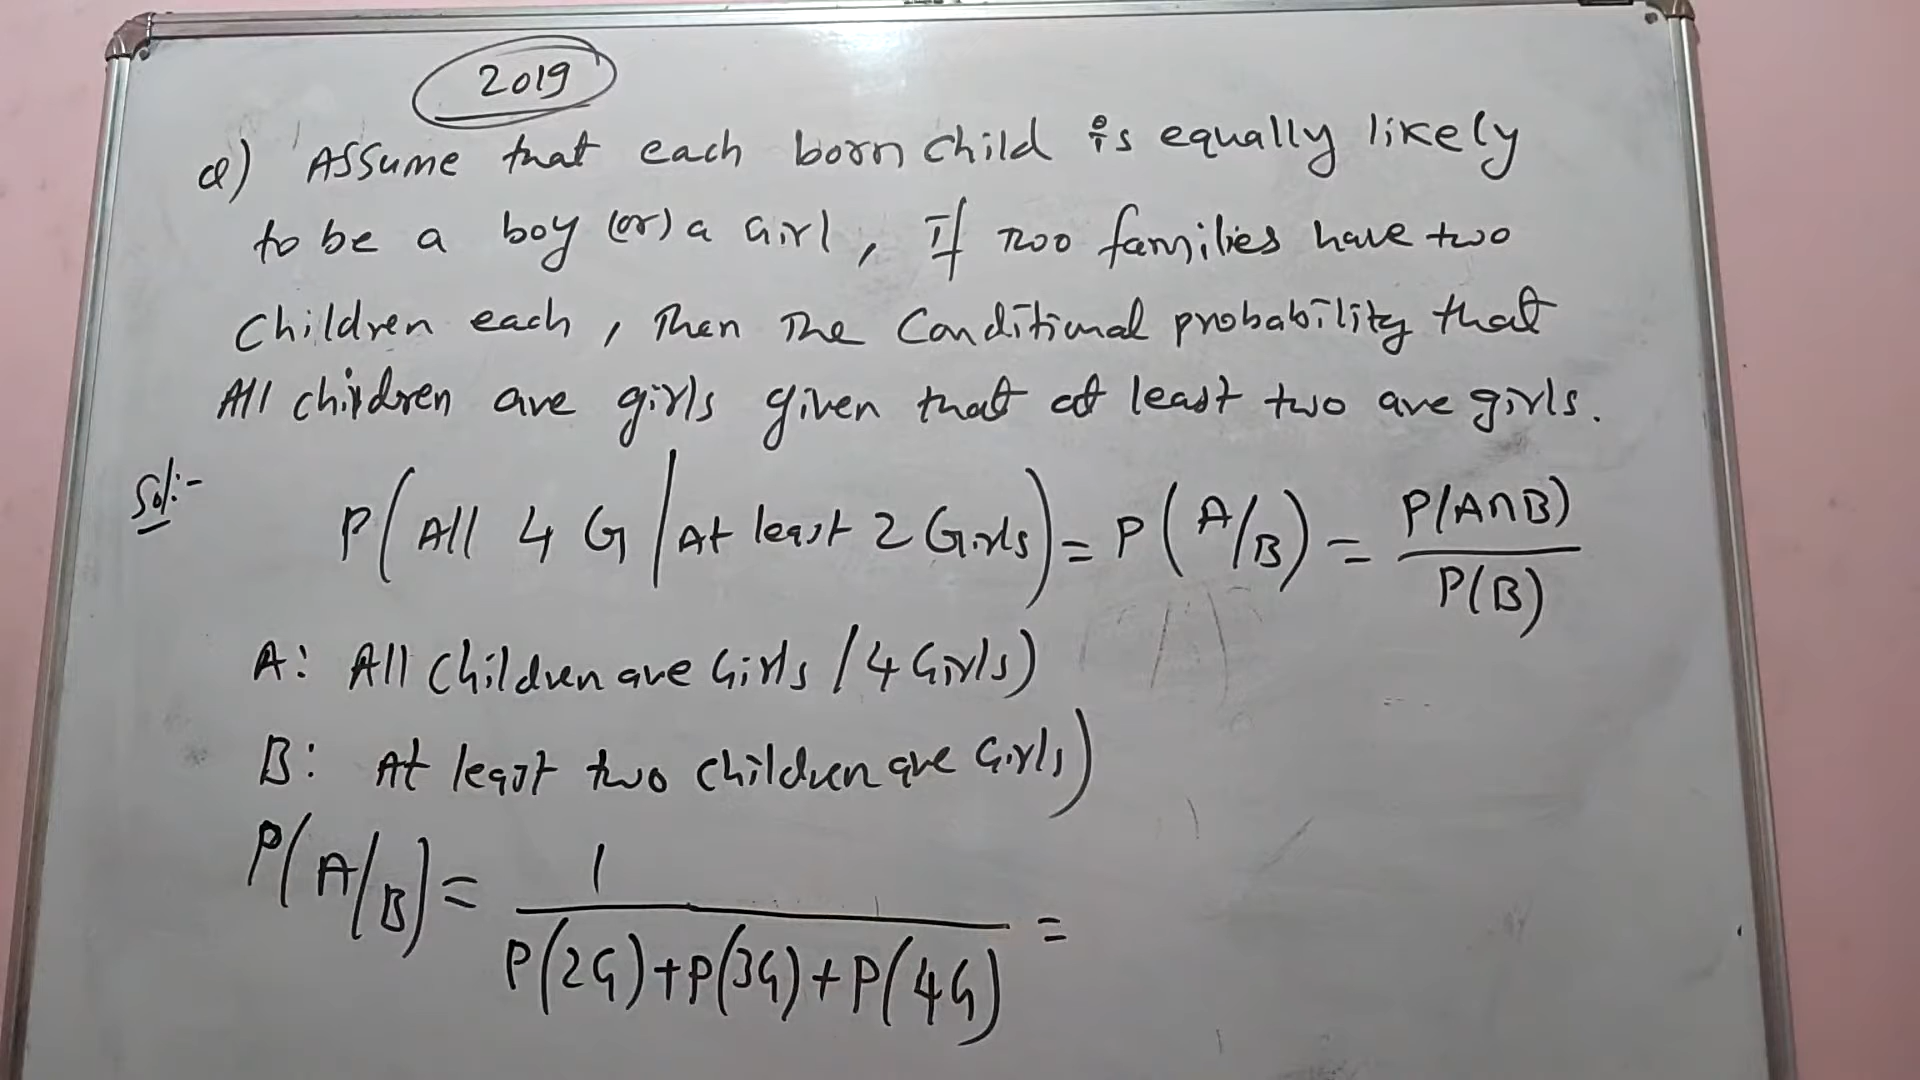 2019
Q) Assume that each born child is equally likely
to be a boy (or) a Girl, If Two families have two
Children each, Then The Conditional probability that
All children are girls given that at least two are girls.
Sol:-
P(All 4 G | At least 2 Girls) = P(A/B) = P(A∩B) / P(B)
A: All Children are Girls (4 Girls)
B: At least two children are Girls)
P(A/B) = 1 / P(2G)+P(3G)+P(4G) =